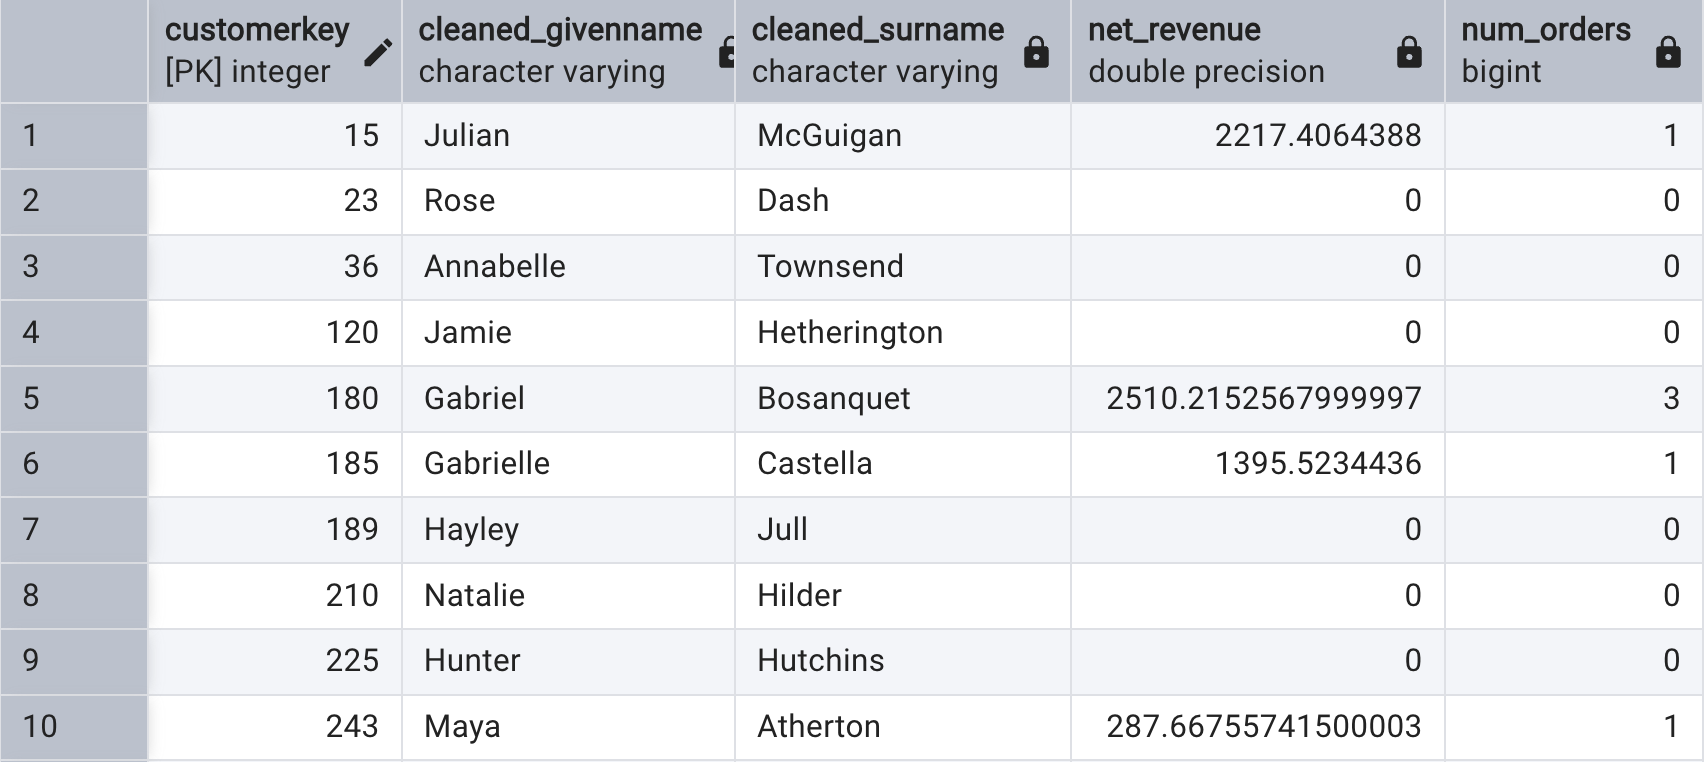 customerkey cleaned_givenname cleaned_surname net_revenue num_orders
[PK] integer character varying character varying double precision bigint
1 15 Julian McGuigan 2217.4064388 1
2 23 Rose Dash 0 0
3 36 Annabelle Townsend 0 0
4 120 Jamie Hetherington 0 0
5 180 Gabriel Bosanquet 2510.2152567999997 3
6 185 Gabrielle Castella 1395.5234436 1
7 189 Hayley Jull 0 0
8 210 Natalie Hilder 0 0
9 225 Hunter Hutchins 0 0
10 243 Maya Atherton 287.66755741500003 1